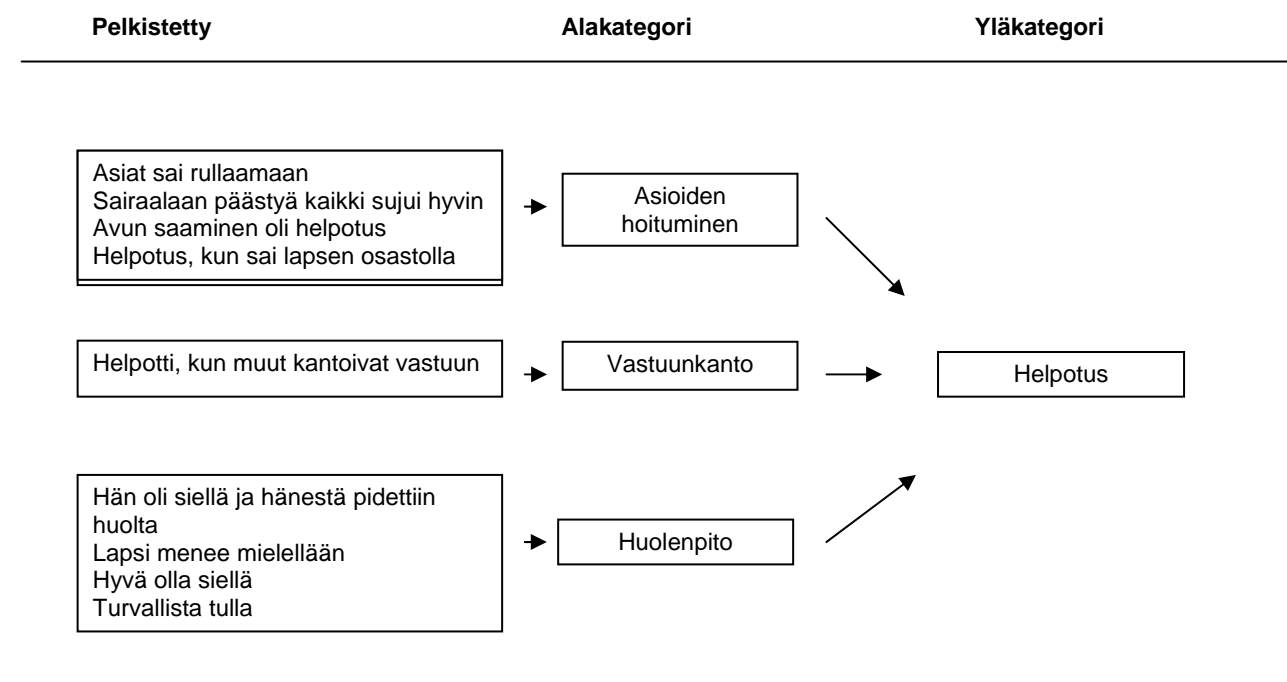 Pelkistetty Alakategori Yläkategori
Asiat sai rullaamaan
Sairaalaan päästyä kaikki sujui hyvin
Avun saaminen oli helpotus
Helpotus, kun sai lapsen osastolla
Asioiden
hoituminen
Helpotti, kun muut kantoivat vastuun
Vastuunkanto
Helpotus
Hän oli siellä ja hänestä pidettiin
huolta
Lapsi menee mielellään
Hyvä olla siellä
Turvallista tulla
Huolenpito